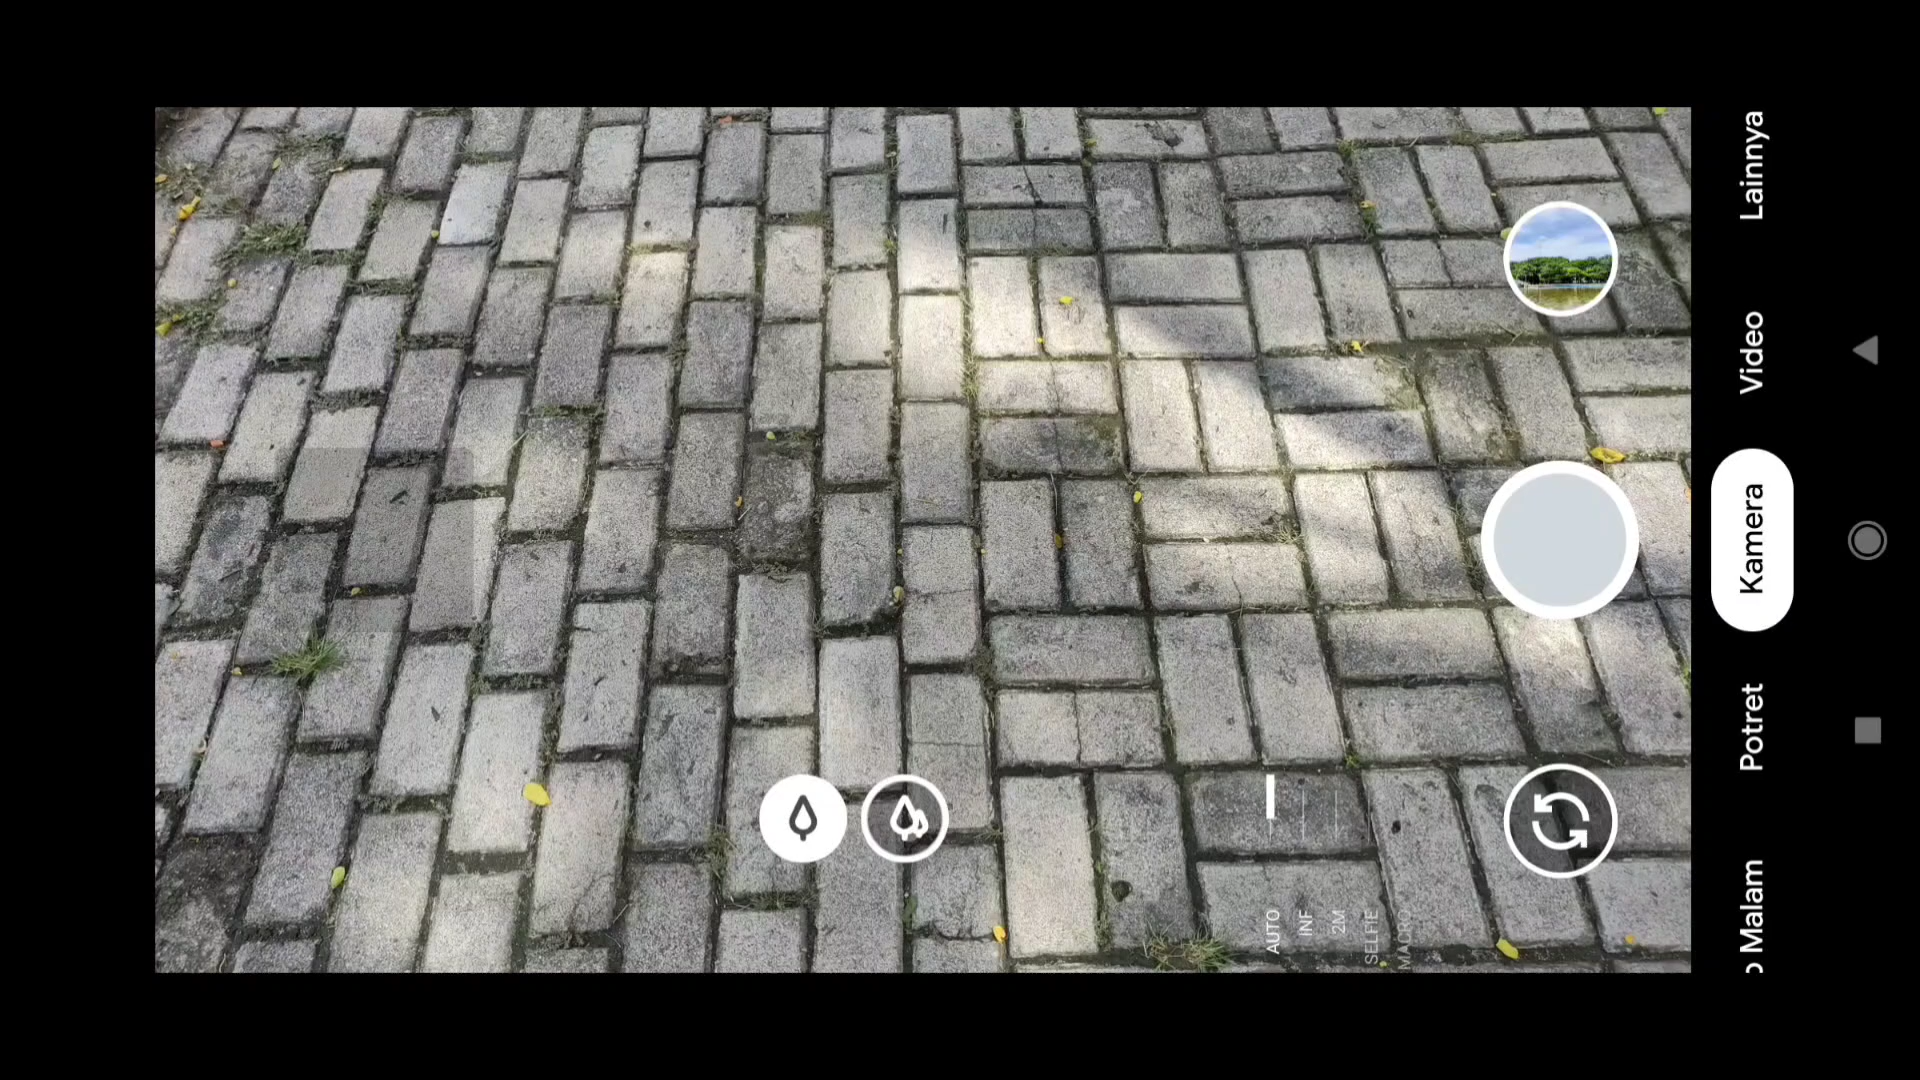 Lainnya
Video
Kamera
Potret
o Malam
AUTO
INF
2M
SELFIE
MACRO